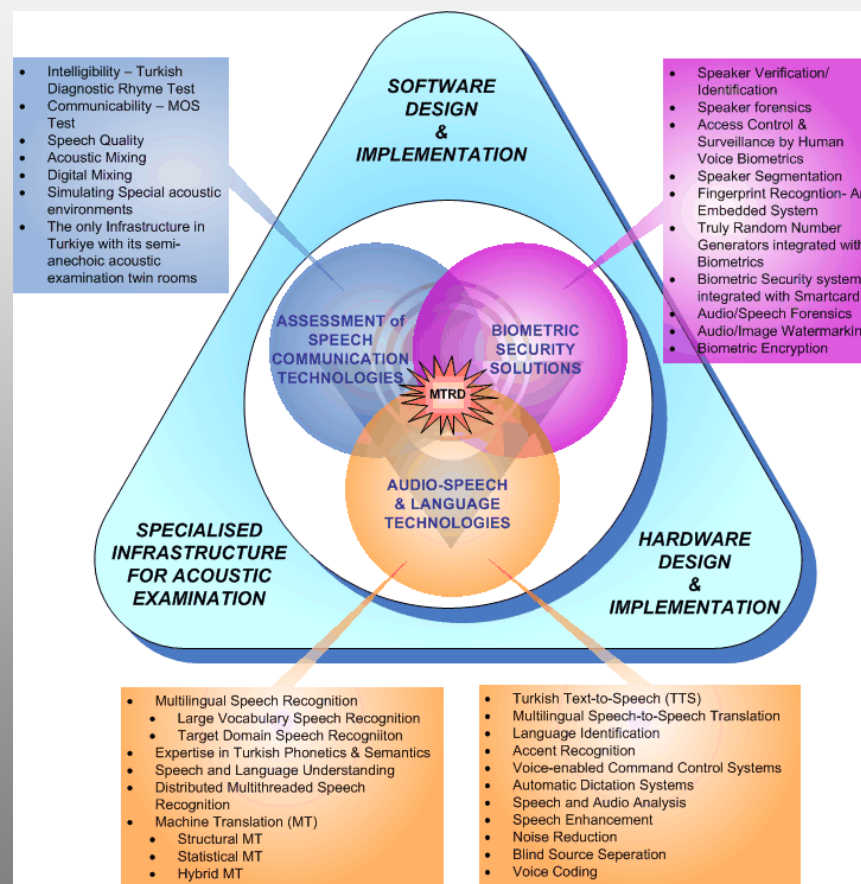 • Intelligibility – Turkish
Diagnostic Rhyme Test
• Communicability – MOS
Test
• Speech Quality
• Acoustic Mixing
• Digital Mixing
• Simulating Special acoustic
environments
• The only Infrastructure in
Turkiye with its semi-
anechoic acoustic
examination twin rooms
SOFTWARE
DESIGN
&
IMPLEMENTATION
• Speaker Verification/
Identification
• Speaker forensics
• Access Control &
Surveillance by Human
Voice Biometrics
• Speaker Segmentation
• Fingerprint Recogntion- An
Embedded System
• Truly Random Number
Generators integrated with
Biometrics
• Biometric Security system
integrated with Smartcard
• Audio/Speech Forensics
• Audio/Image Watermarkin
• Biometric Encryption
ASSESSMENT of
SPEECH
COMMUNICATION
TECHNOLOGIES
BIOMETRIC
SECURITY
SOLUTIONS
MTRD
AUDIO-SPEECH
& LANGUAGE
TECHNOLOGIES
SPECIALISED
INFRASTRUCTURE
FOR ACOUSTIC
EXAMINATION
HARDWARE
DESIGN
&
IMPLEMENTATION
• Multilingual Speech Recognition
• Large Vocabulary Speech Recognition
• Target Domain Speech Recogniiton
• Expertise in Turkish Phonetics & Semantics
• Speech and Language Understanding
• Distributed Multithreaded Speech
Recognition
• Machine Translation (MT)
• Structural MT
• Statistical MT
• Hybrid MT
• Turkish Text-to-Speech (TTS)
• Multilingual Speech-to-Speech Translation
• Language Identification
• Accent Recognition
• Voice-enabled Command Control Systems
• Automatic Dictation Systems
• Speech and Audio Analysis
• Speech Enhancement
• Noise Reduction
• Blind Source Seperation
• Voice Coding